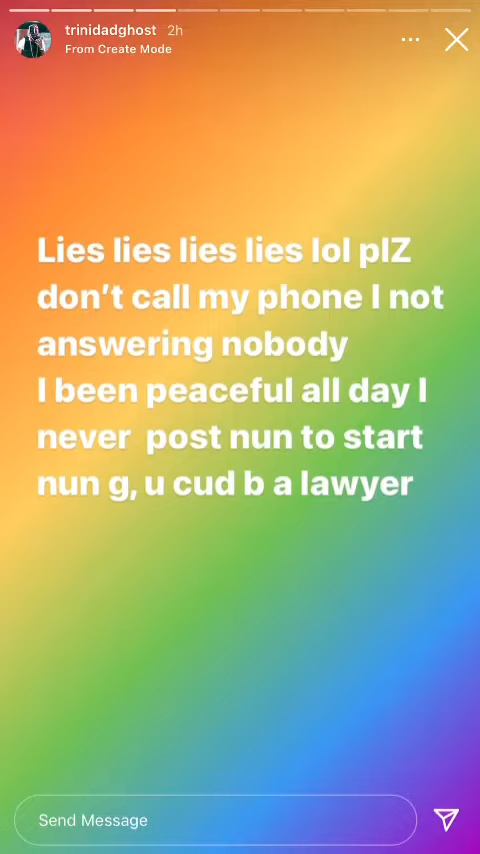 trinidadghost 2h
From Create Mode
Lies lies lies lies lol plZ
don't call my phone I not
answering nobody
I been peaceful all day I
never  post nun to start
nun g, u cud b a lawyer
Send Message